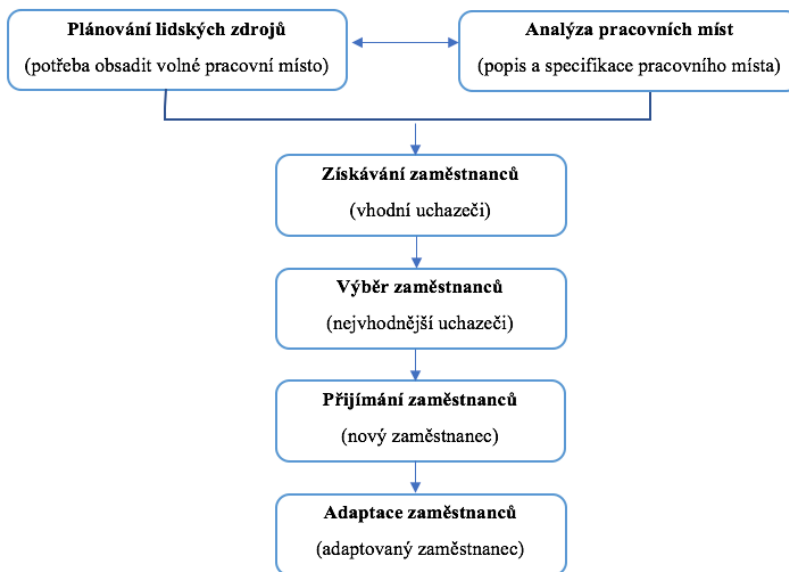 Plánování lidských zdrojů
(potřeba obsadit volné pracovní místo)
Analýza pracovních míst
(popis a specifikace pracovního místa)
Získávání zaměstnanců
(vhodní uchazeči)
Výběr zaměstnanců
(nejvhodnější uchazeči)
Přijímání zaměstnanců
(nový zaměstnanec)
Adaptace zaměstnanců
(adaptovaný zaměstnanec)